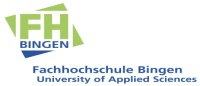 FH
BINGEN
Fachhochschule Bingen
University of Applied Sciences